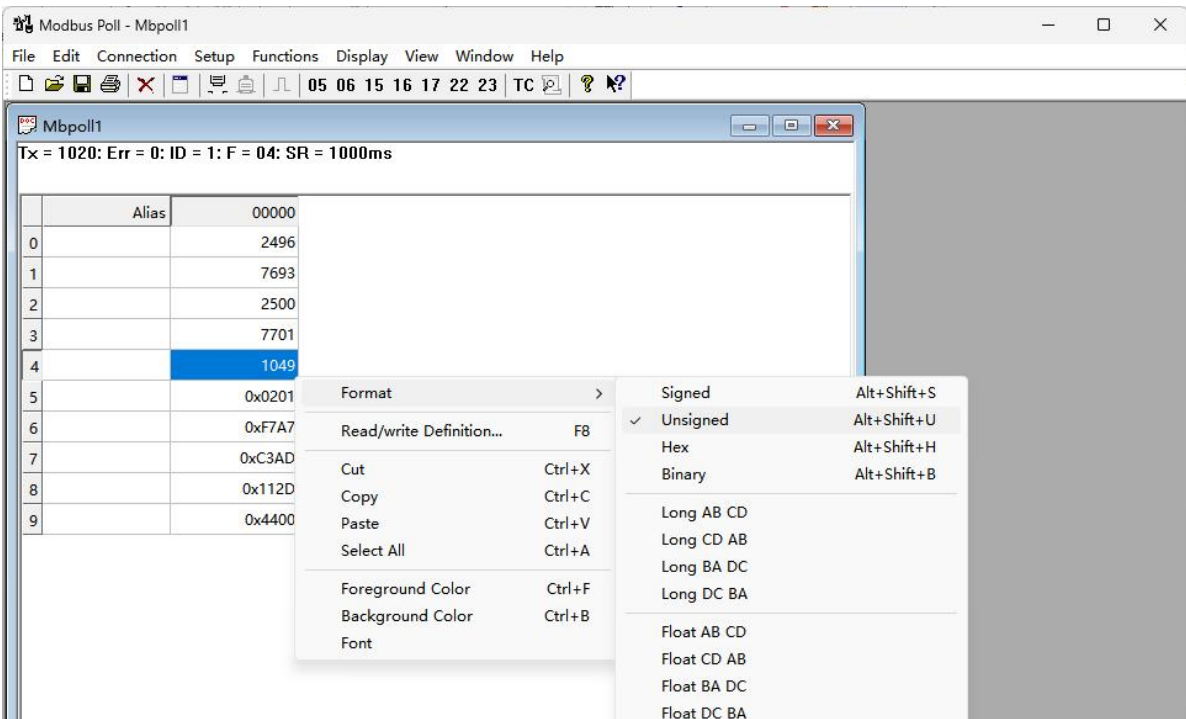 Modbus Poll - Mbpoll1
File Edit Connection Setup Functions Display View Window Help
05 06 15 16 17 22 23 TC
Mbpoll1
Tx = 1020: Err = 0: ID = 1: F = 04: SR = 1000ms
Alias 00000
0 2496
1 7693
2 2500
3 7701
4 1049
5 0x0201
6 0xF7A7
7 0xC3AD
8 0x112D
9 0x4400
Format
Read/write Definition... F8
Cut Ctrl+X
Copy Ctrl+C
Paste Ctrl+V
Select All Ctrl+A
Foreground Color Ctrl+F
Background Color Ctrl+B
Font
Signed Alt+Shift+S
Unsigned Alt+Shift+U
Hex Alt+Shift+H
Binary Alt+Shift+B
Long AB CD
Long CD AB
Long BA DC
Long DC BA
Float AB CD
Float CD AB
Float BA DC
Float DC BA